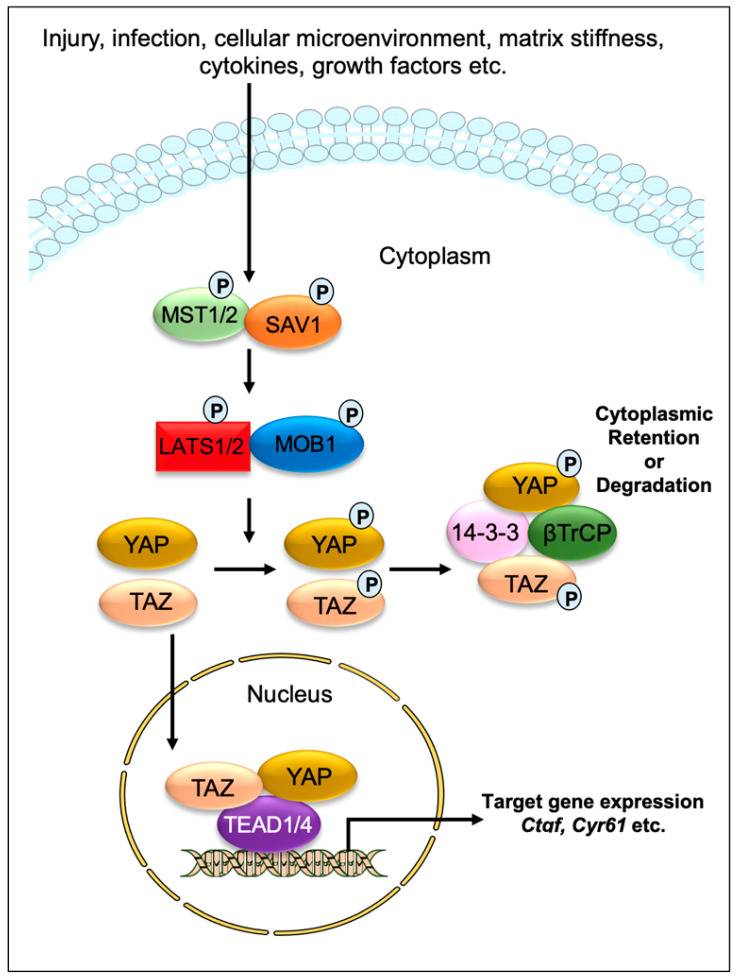 Injury, infection, cellular microenvironment, matrix stiffness,
cytokines, growth factors etc.
Cytoplasm
P
P
MST1/2
SAV1
P
P
LATS1/2
MOB1
Cytoplasmic
Retention
or
Degradation
P
YAP
14-3-3
βTrCP
TAZ
P
YAP
TAZ
P
YAP
P
TAZ
Nucleus
TAZ
YAP
TEAD1/4
Target gene expression
Ctgf, Cyr61 etc.